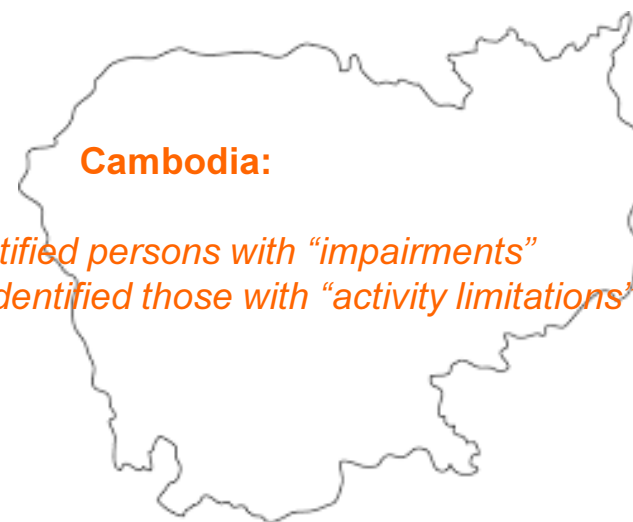 Cambodia:
tified persons with “impairments”
dentified those with “activity limitations”